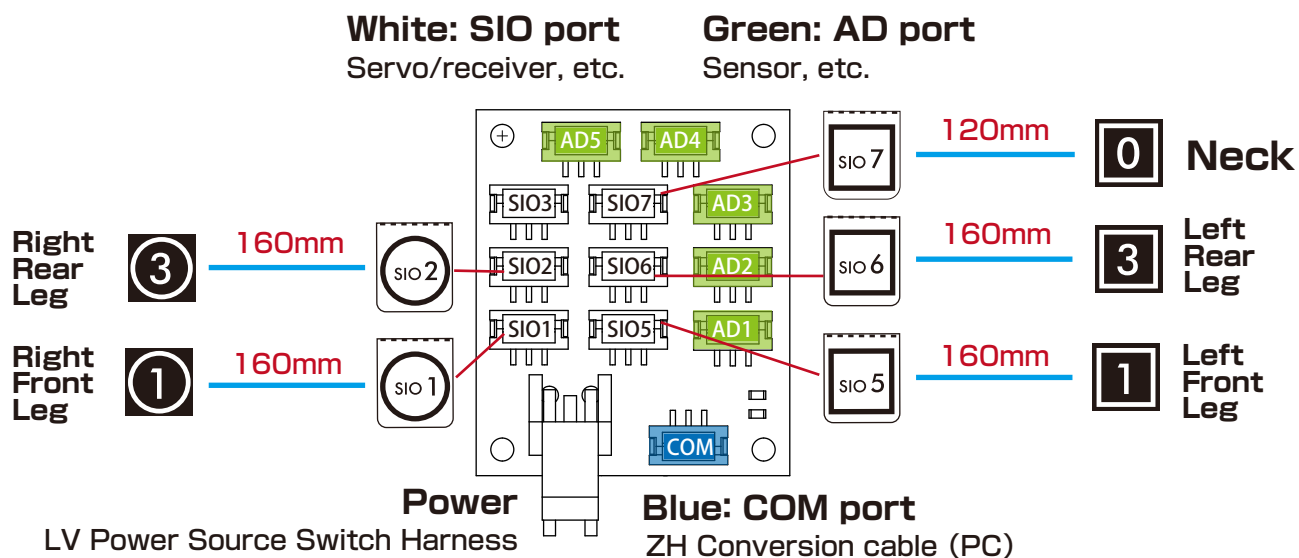 White: SIO port
Servo/receiver, etc.
Green: AD port
Sensor, etc.
AD5
AD4
SIO3
SIO7
AD3
SIO2
SIO6
AD2
SIO1
SIO5
AD1
COM
SIO 7
120mm
0
Neck
Right
Rear
Leg
3
160mm
SIO 2
SIO 6
160mm
3
Left
Rear
Leg
Right
Front
Leg
1
160mm
SIO 1
SIO 5
160mm
1
Left
Front
Leg
Power
LV Power Source Switch Harness
Blue: COM port
ZH Conversion cable (PC)